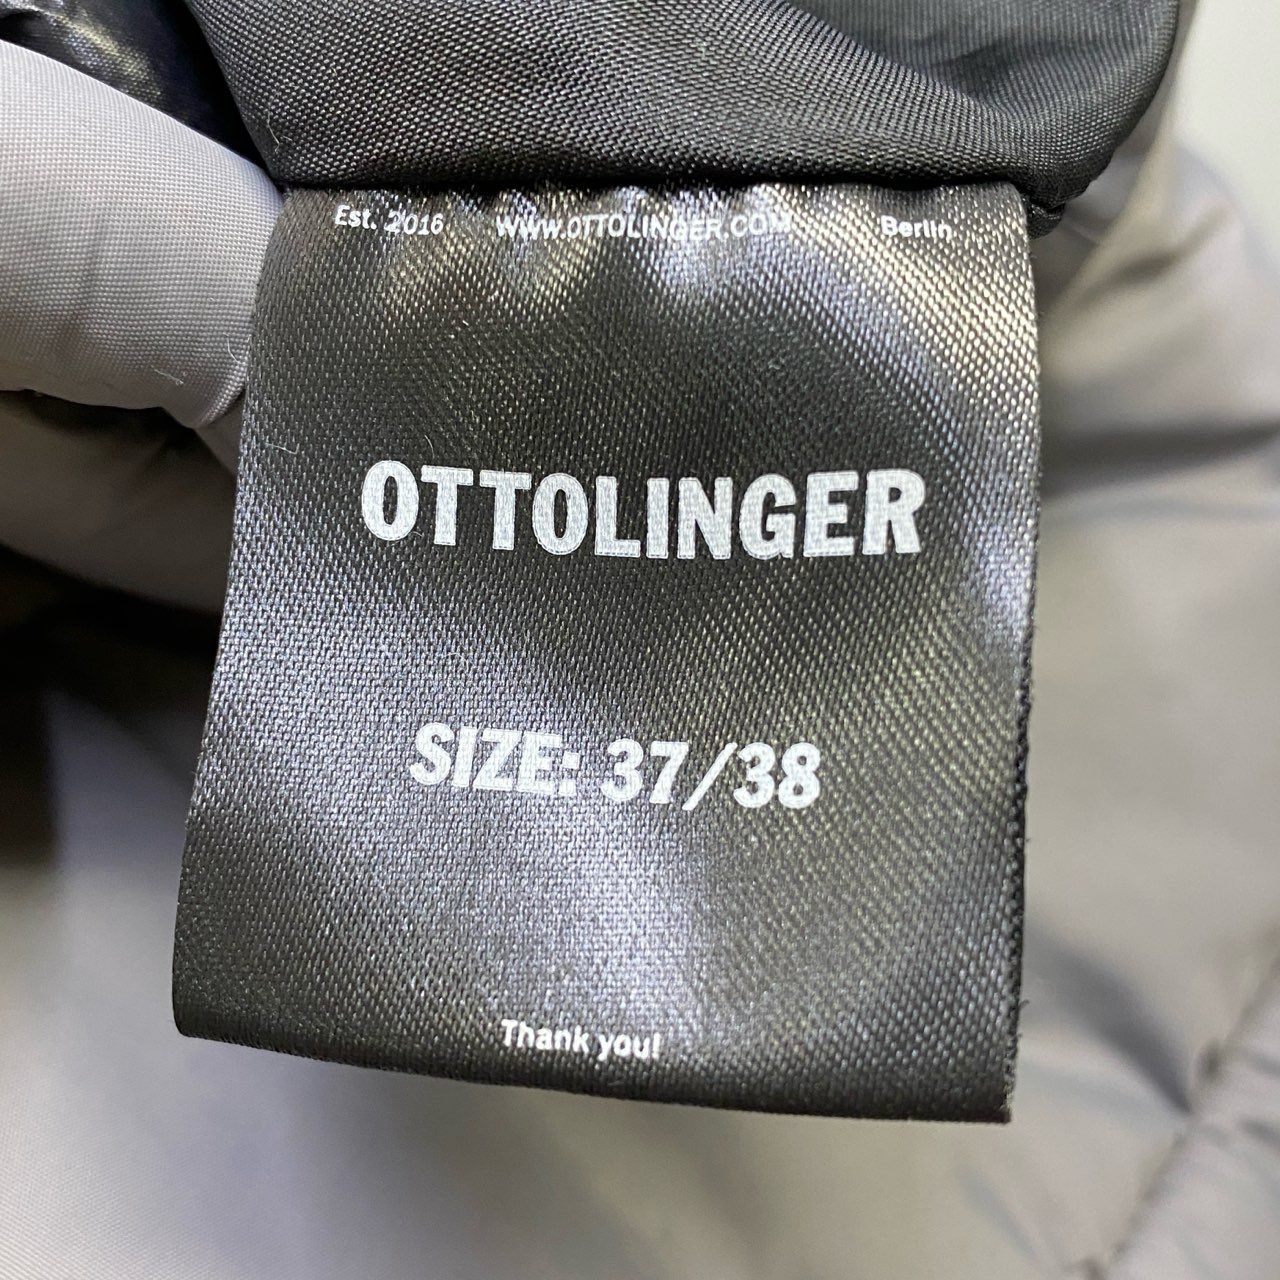 Est. 2016 WWW.OTTOLINGER.COM Berlin
OTTOLINGER
SIZE: 37/38
Thank you!